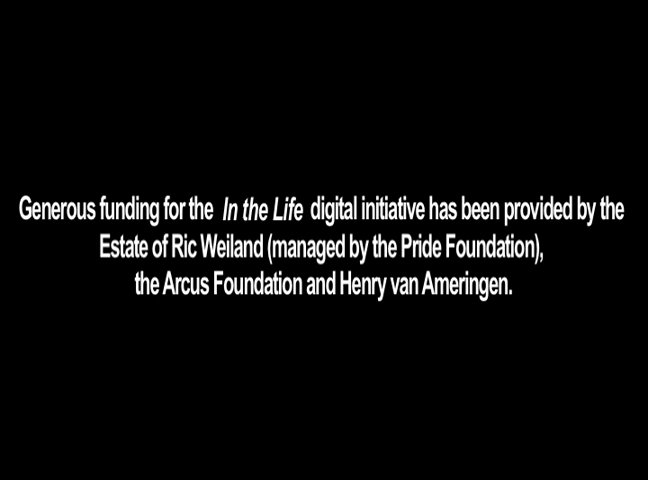 Generous funding for the In the Life digital initiative has been provided by the
Estate of Ric Weiland (managed by the Pride Foundation),
the Arcus Foundation and Henry van Ameringen.